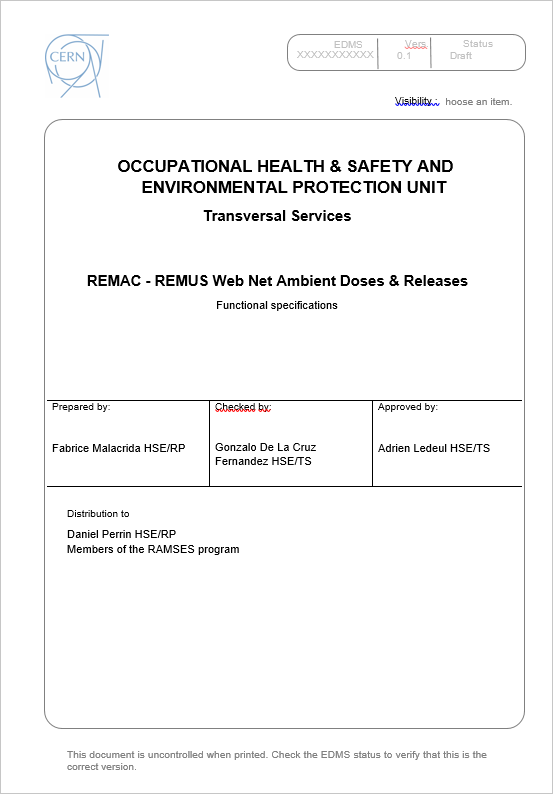 CERN
EDMS Vers. Status
XXXXXXXXXXX 0.1 Draft
Visibility : hoose an item.
OCCUPATIONAL HEALTH & SAFETY AND
ENVIRONMENTAL PROTECTION UNIT
Transversal Services
REMAC - REMUS Web Net Ambient Doses & Releases
Functional specifications
Prepared by: Checked by: Approved by:
Fabrice Malacrida HSE/RP Gonzalo De La Cruz Adrien Ledeul HSE/TS
Fernandez HSE/TS
Distribution to
Daniel Perrin HSE/RP
Members of the RAMSES program
This document is uncontrolled when printed. Check the EDMS status to verify that this is the
correct version.